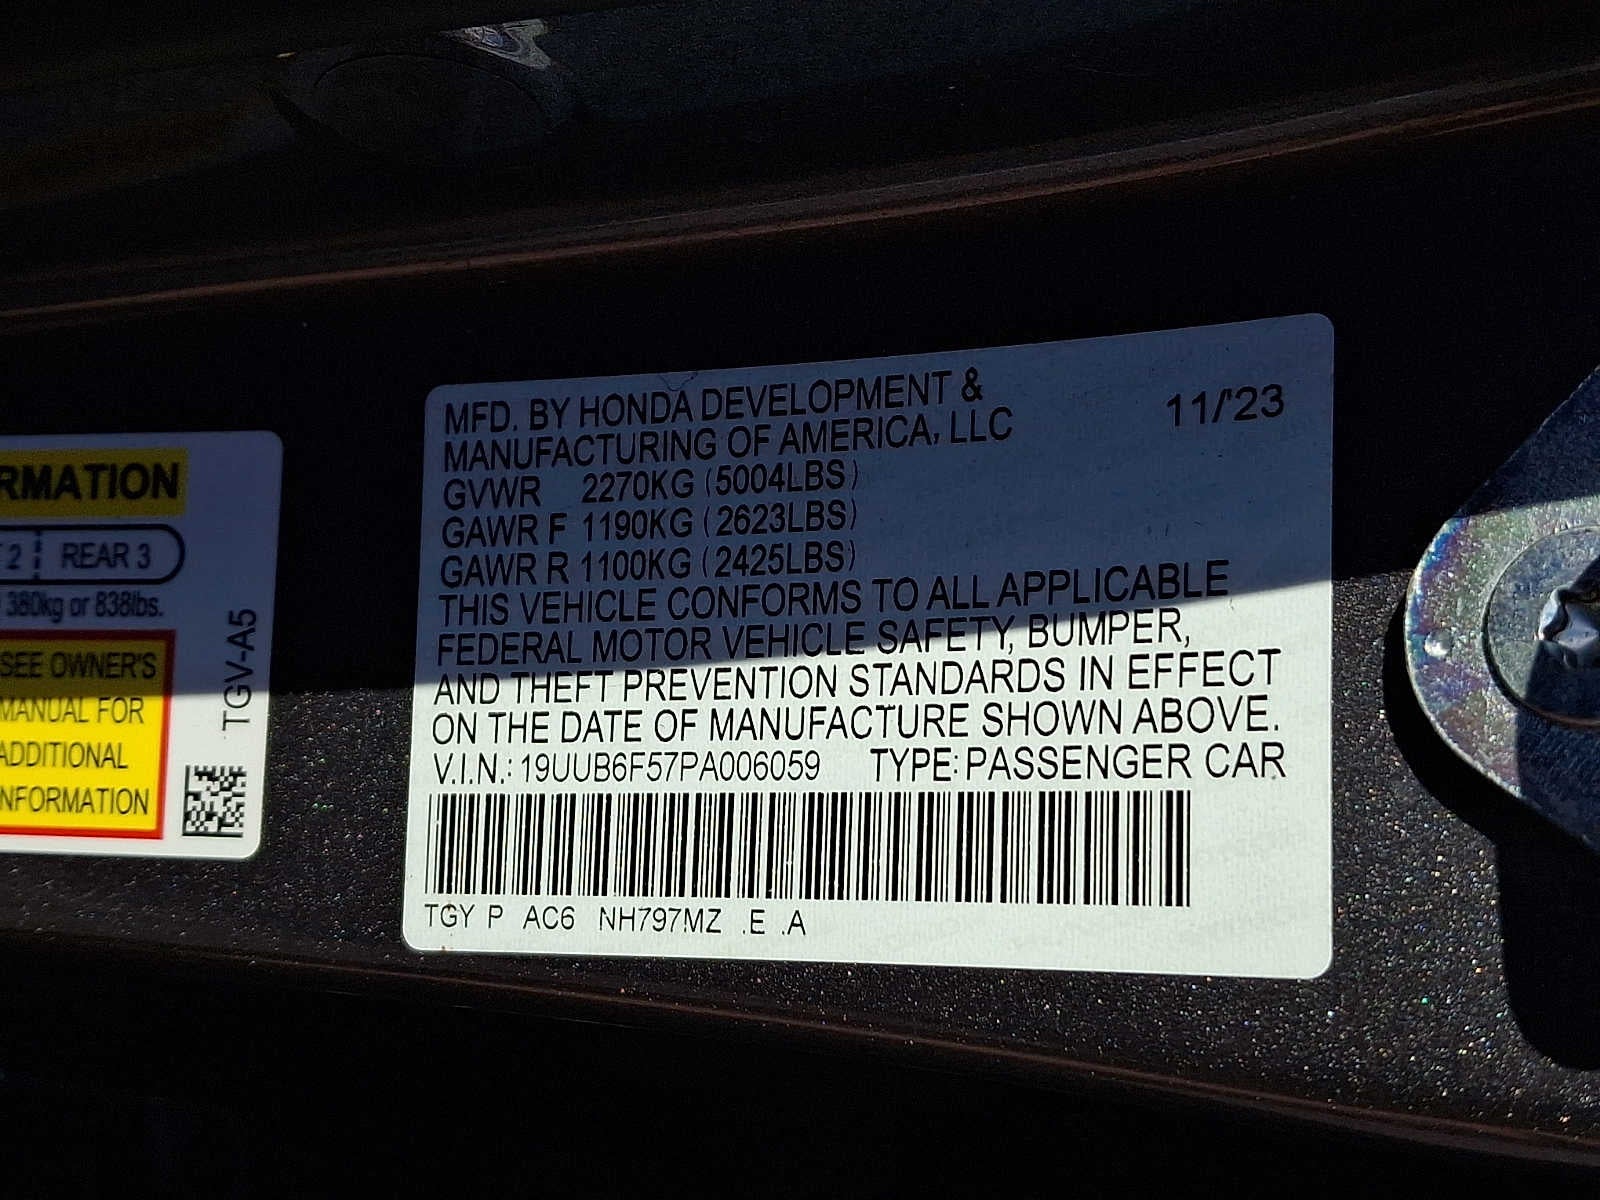 RMATION
2 REAR 3
380kg or 838lbs.
SEE OWNER'S
MANUAL FOR
ADDITIONAL
NFORMATION
TGV-A5
MFD. BY HONDA DEVELOPMENT &
MANUFACTURING OF AMERICA, LLC
11/'23
GVWR 2270KG (5004LBS)
GAWR F 1190KG (2623LBS)
GAWR R 1100KG (2425LBS)
THIS VEHICLE CONFORMS TO ALL APPLICABLE
FEDERAL MOTOR VEHICLE SAFETY, BUMPER,
AND THEFT PREVENTION STANDARDS IN EFFECT
ON THE DATE OF MANUFACTURE SHOWN ABOVE.
V.I.N.: 19UUB6F57PA006059 TYPE: PASSENGER CAR
TGY P AC6 NH797MZ .E .A